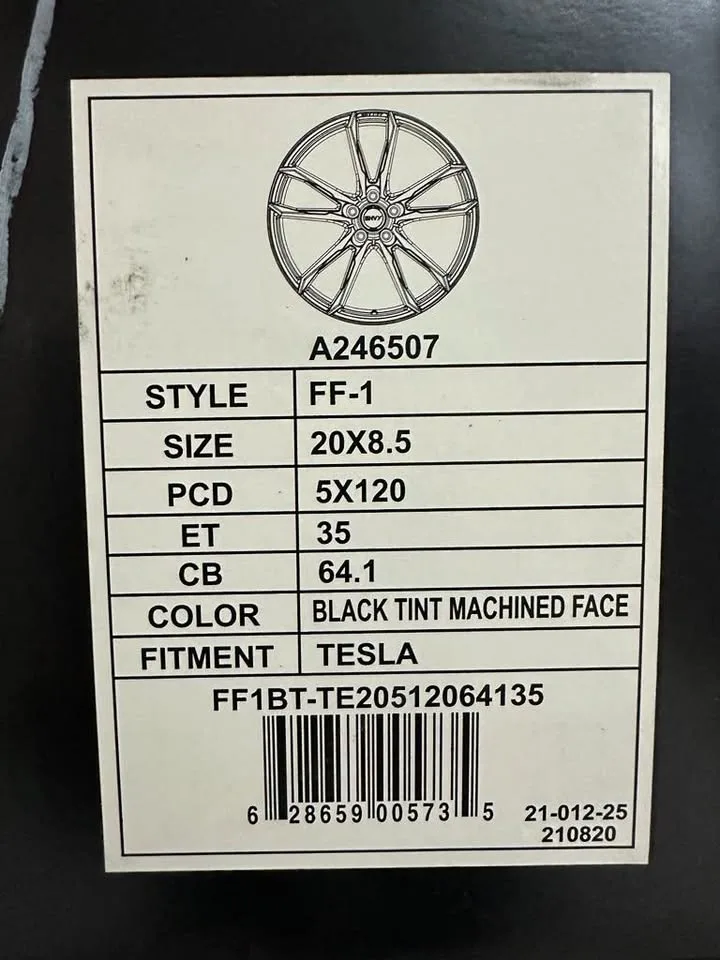 ENVY
A246507
STYLE FF-1
SIZE 20X8.5
PCD 5X120
ET 35
CB 64.1
COLOR BLACK TINT MACHINED FACE
FITMENT TESLA
FF1BT-TE20512064135
6 28659 00573 5
21-012-25
210820